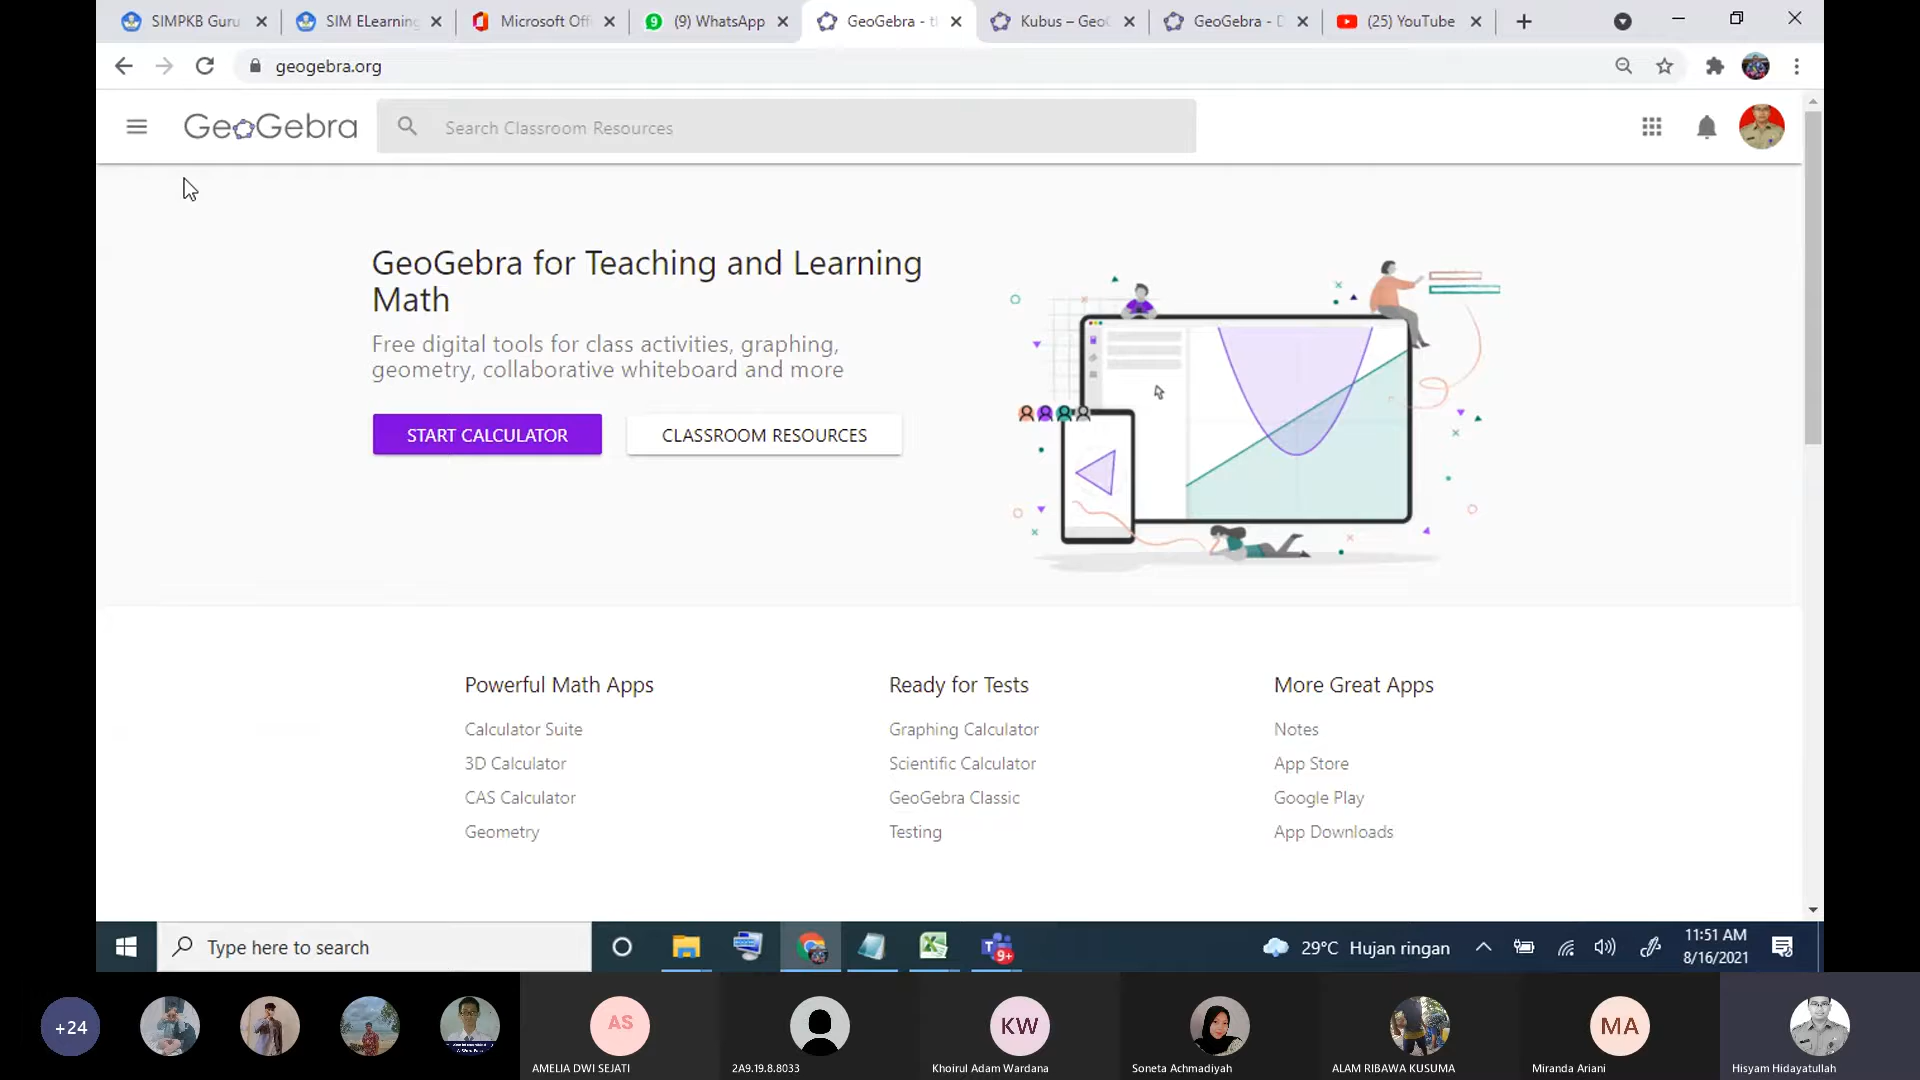 SIMPKB Guru
SIM ELearning
Microsoft Off
9
(9) WhatsApp
GeoGebra - t
Kubus – Geo
GeoGebra - D
(25) YouTube
geogebra.org
GeoGebra
Search Classroom Resources
GeoGebra for Teaching and Learning
Math
Free digital tools for class activities, graphing,
geometry, collaborative whiteboard and more
START CALCULATOR
CLASSROOM RESOURCES
Powerful Math Apps
Calculator Suite
3D Calculator
CAS Calculator
Geometry
Ready for Tests
Graphing Calculator
Scientific Calculator
GeoGebra Classic
Testing
More Great Apps
Notes
App Store
Google Play
App Downloads
Type here to search
9+
29°C Hujan ringan
11:51 AM
8/16/2021
+24
AS
AMELIA DWI SEJATI
2A9.19.8.8033
KW
Khoirul Adam Wardana
Soneta Achmadiyah
ALAM RIBAWA KUSUMA
MA
Miranda Ariani
Hisyam Hidayatullah